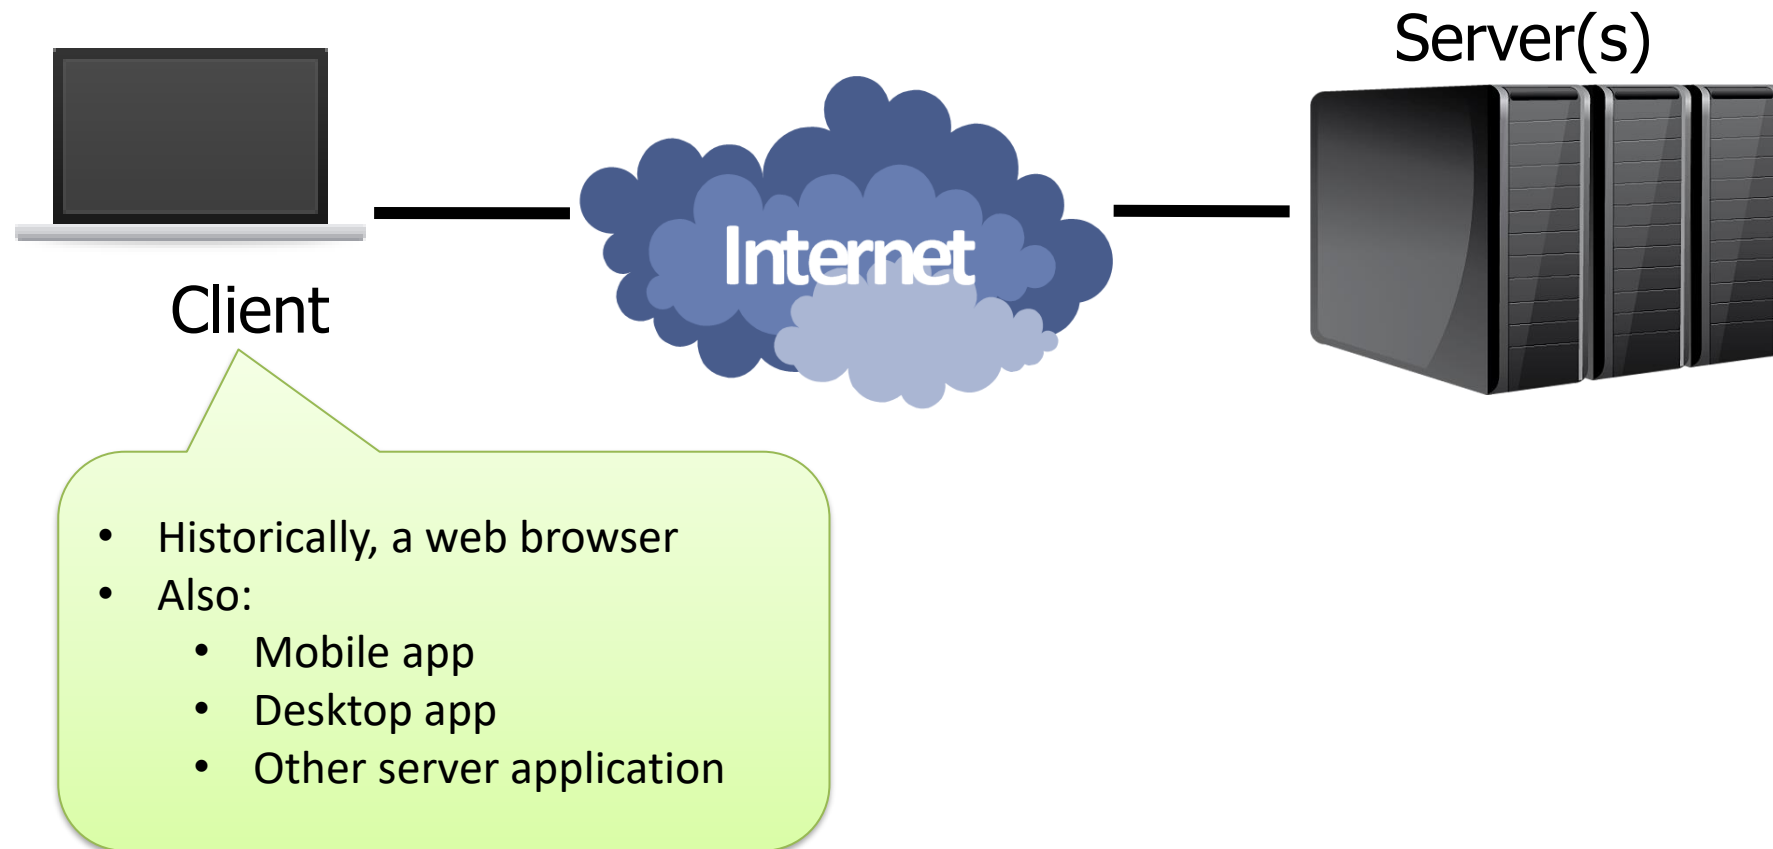 Server(s)
Internet
Client
• Historically, a web browser
• Also:
• Mobile app
• Desktop app
• Other server application